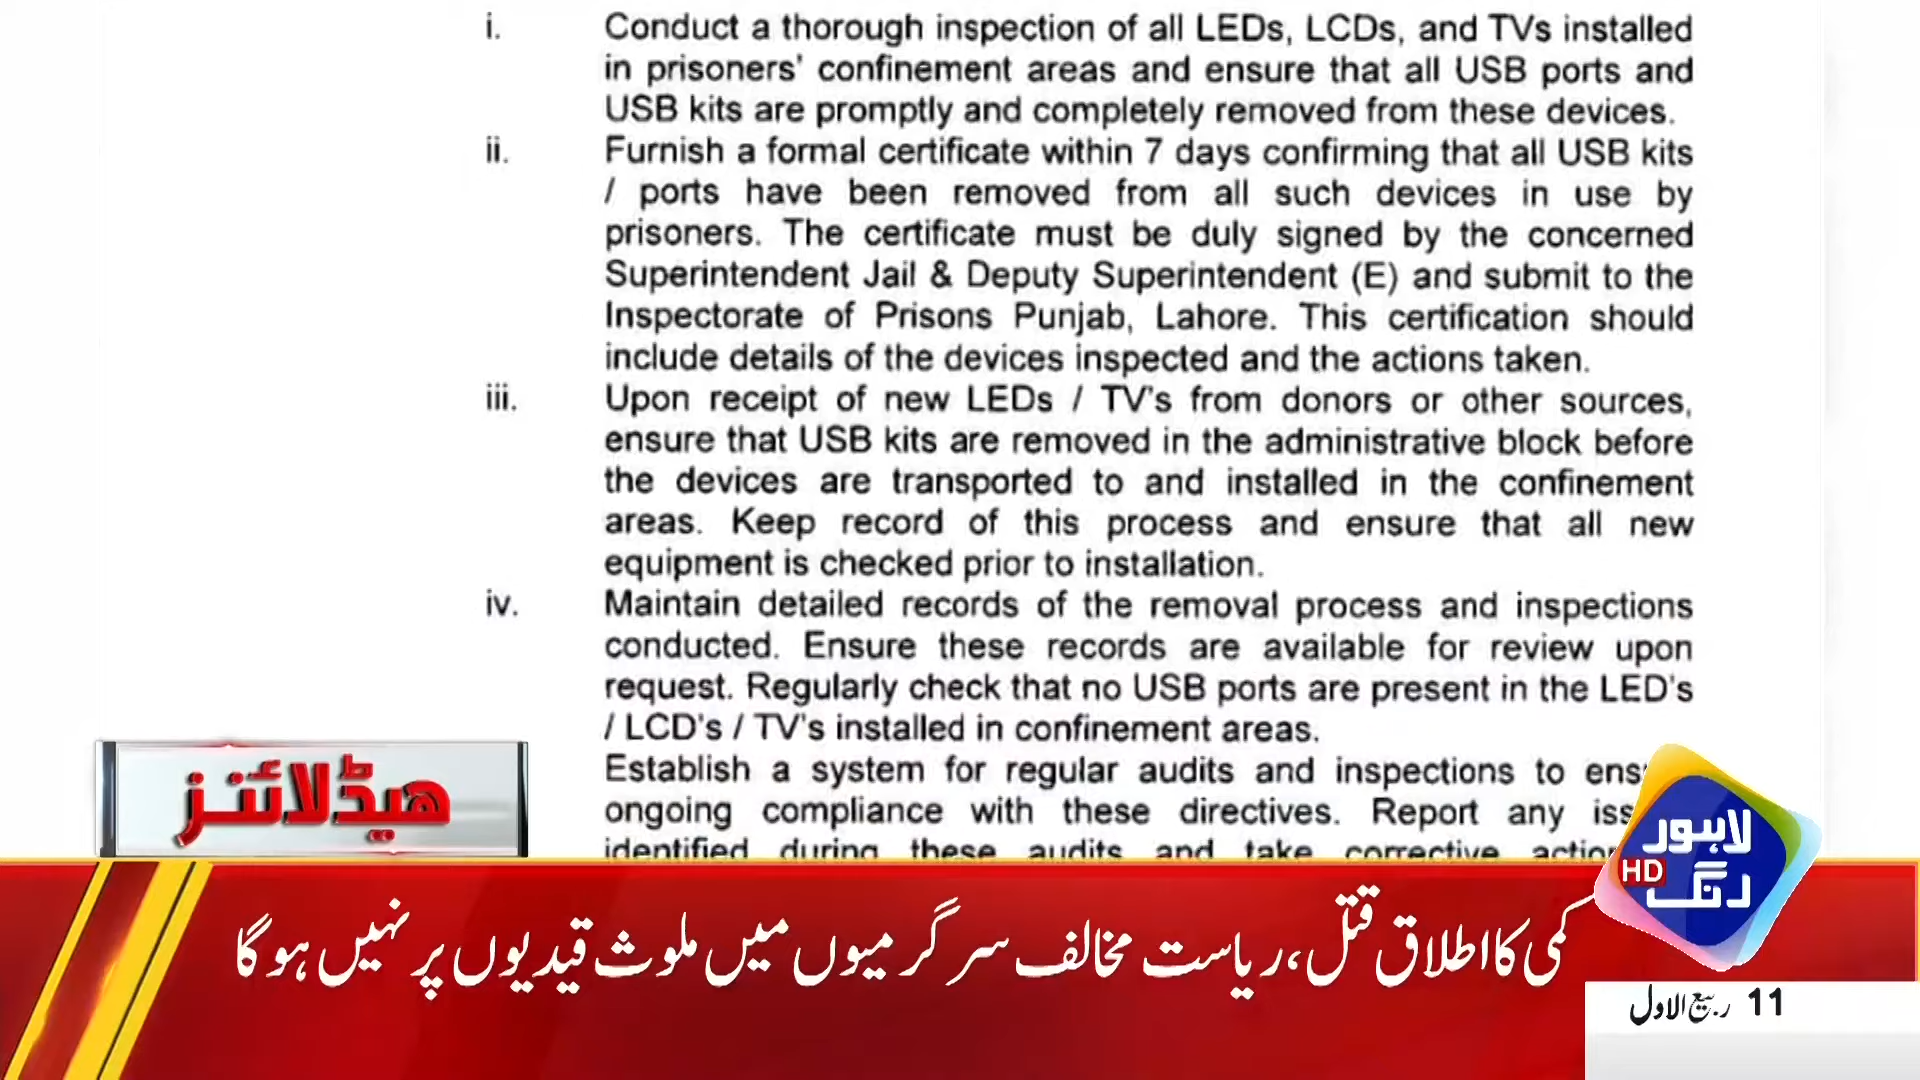 i. Conduct a thorough inspection of all LEDs, LCDs, and TVs installed
in prisoners' confinement areas and ensure that all USB ports and
USB kits are promptly and completely removed from these devices.
ii. Furnish a formal certificate within 7 days confirming that all USB kits
/ ports have been removed from all such devices in use by
prisoners. The certificate must be duly signed by the concerned
Superintendent Jail & Deputy Superintendent (E) and submit to the
Inspectorate of Prisons Punjab, Lahore. This certification should
include details of the devices inspected and the actions taken.
iii. Upon receipt of new LEDs / TV's from donors or other sources,
ensure that USB kits are removed in the administrative block before
the devices are transported to and installed in the confinement
areas. Keep record of this process and ensure that all new
equipment is checked prior to installation.
iv. Maintain detailed records of the removal process and inspections
conducted. Ensure these records are available for review upon
request. Regularly check that no USB ports are present in the LED's
/ LCD's / TV's installed in confinement areas.
Establish a system for regular audits and inspections to
ongoing compliance with these directives. Report any
identified during these audits and take corrective
ہیڈلائنز
لاہور
رنگ
HD
کمی کا اطلاق قتل، ریاست مخالف سرگرمیوں میں ملوث قیدیوں پر نہیں ہوگا
11 ربیع الاول